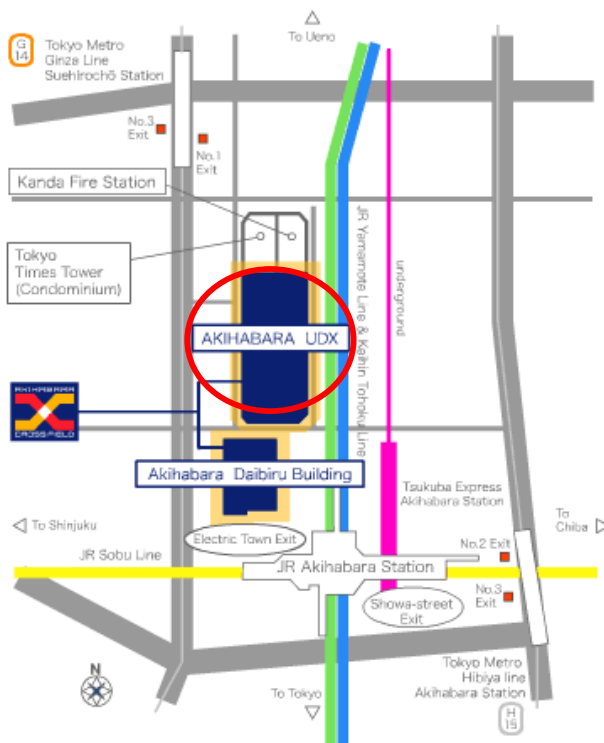 G
14
Tokyo Metro
Ginza Line
Suehirochō Station
To Ueno
No.3
Exit
No.1
Exit
Kanda Fire Station
Tokyo
Times Tower
(Condominium)
JR Yamamote Line & Keihin Tohoku Line
underground
AKIHABARA UDX
AKIHABARA
CROSSFIELD
Akihabara Daibiru Building
Tsukuba Express
Akihabara Station
To Shinjuku
Electric Town Exit
To
Chiba
JR Sobu Line
JR Akihabara Station
No.2 Exit
Showa-street
Exit
No.3
Exit
N
To Tokyo
Tokyo Metro
Hibiya line
Akihabara Station
H
15